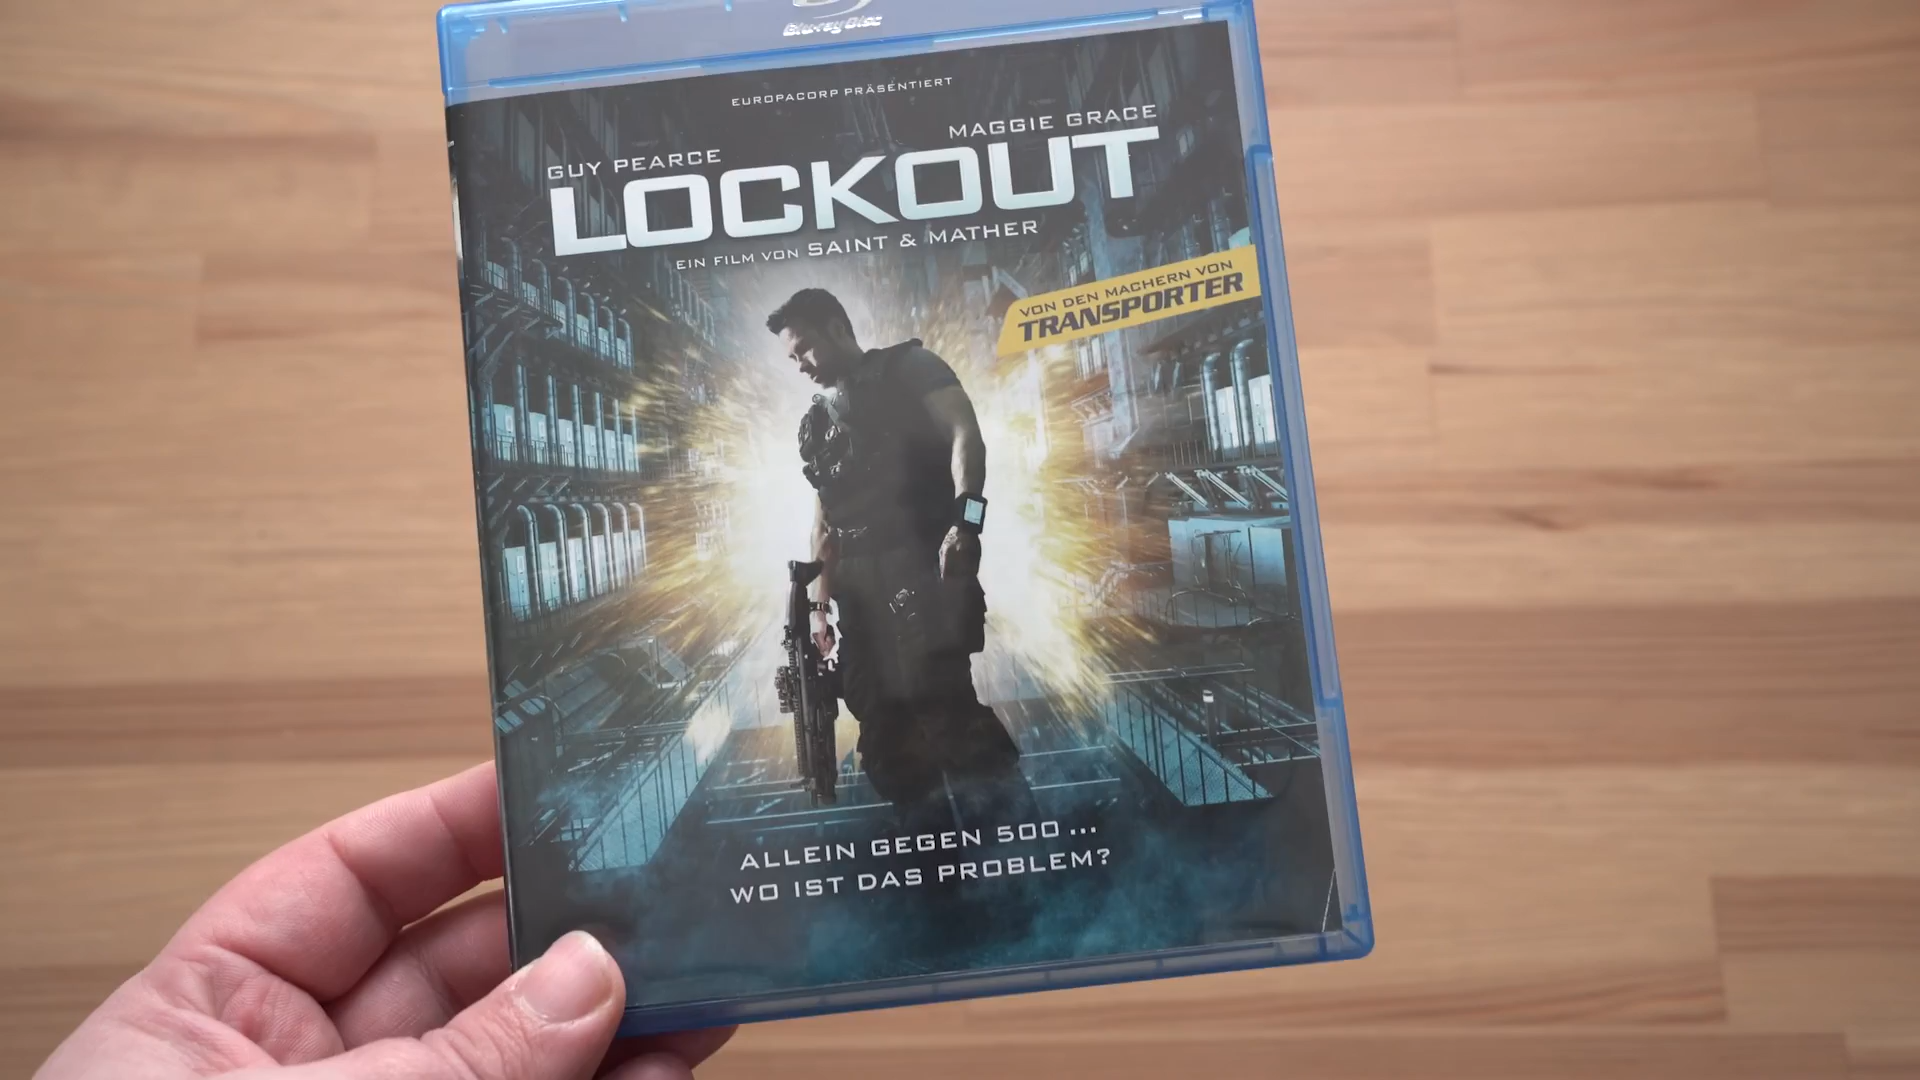 Blu-ray Disc
EUROPACORP PRÄSENTIERT
MAGGIE GRACE
GUY PEARCE
LOCKOUT
EIN FILM VON SAINT & MATHER
VON DEN MACHERN VON
TRANSPORTER
ALLEIN GEGEN 500...
WO IST DAS PROBLEM?